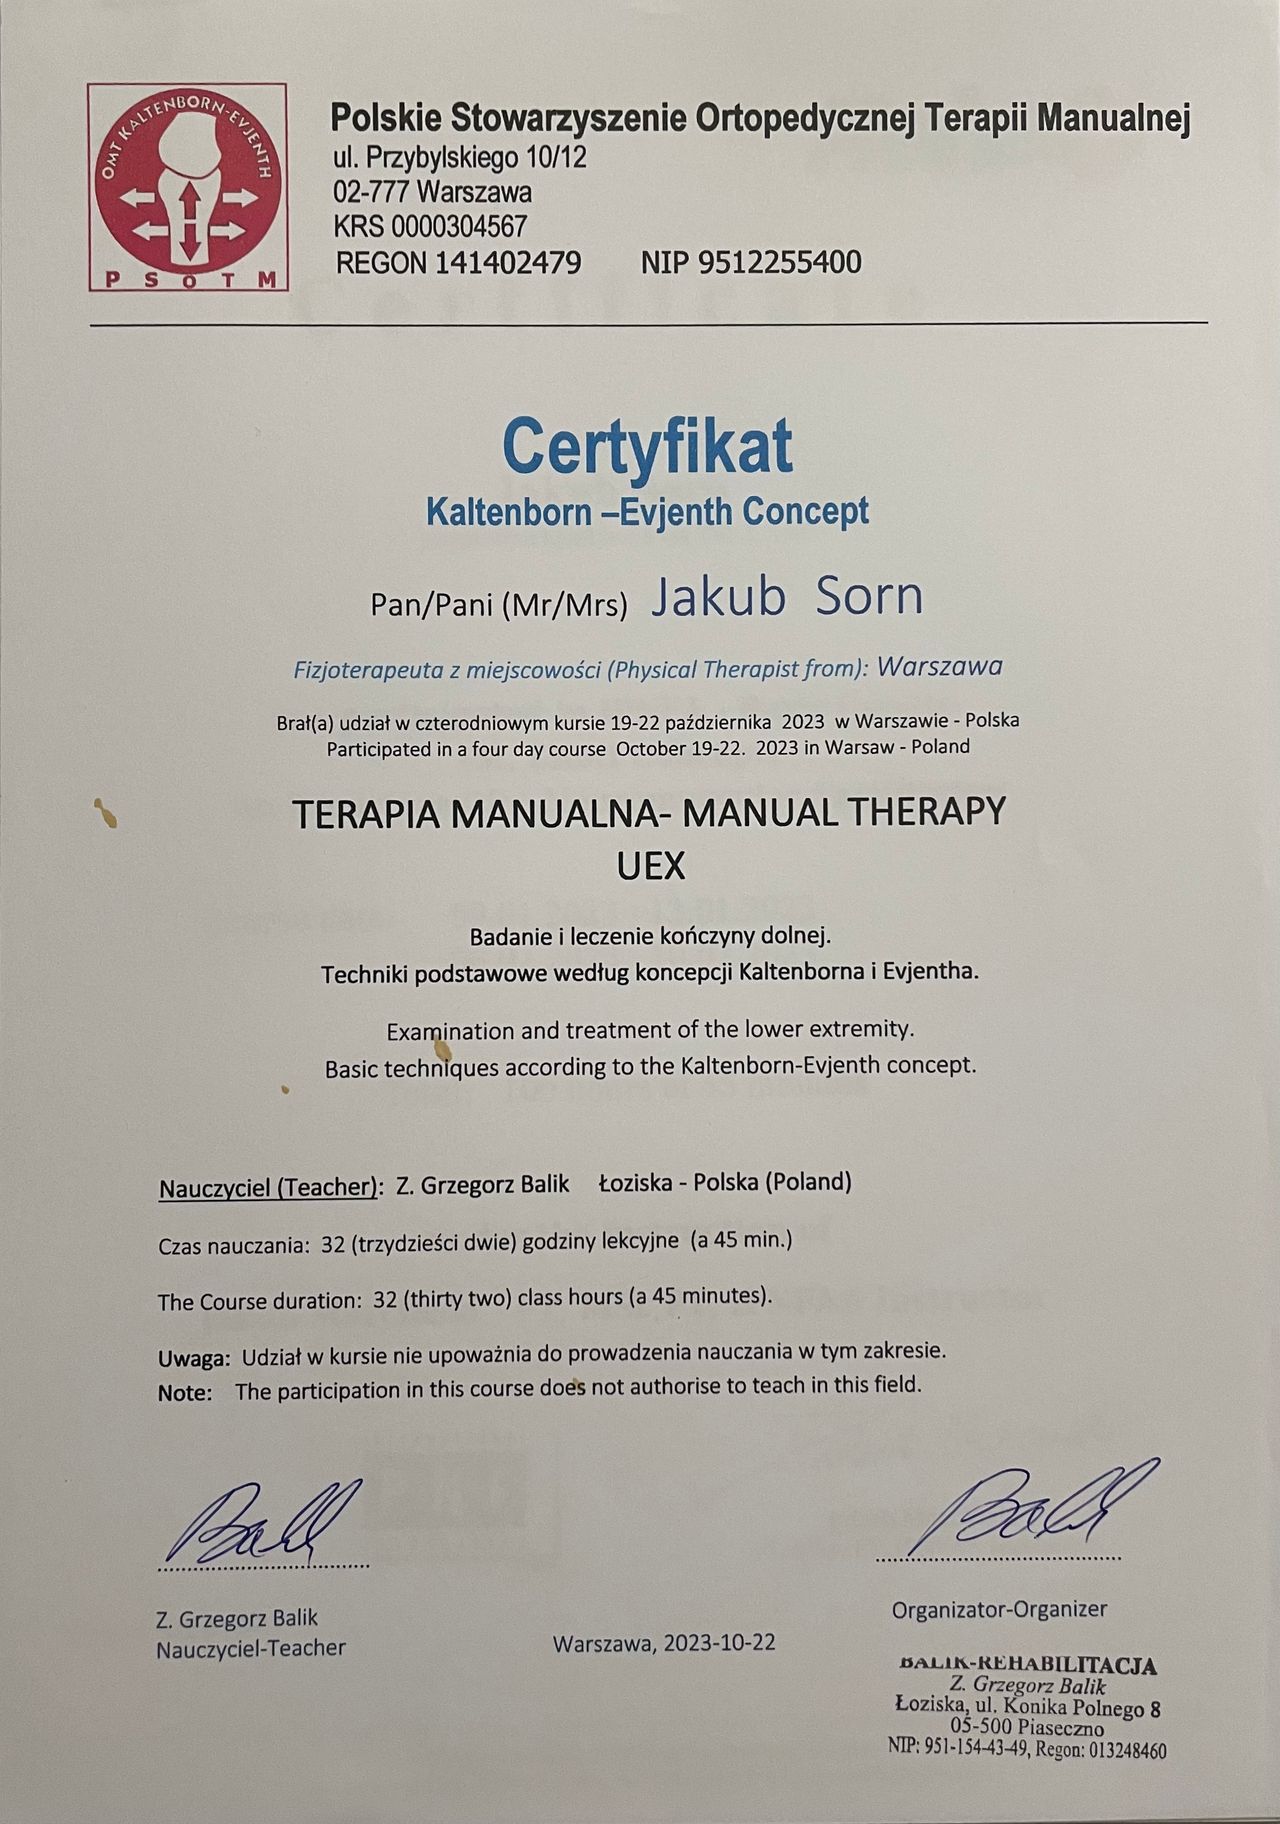 OMT KALTENBORN-EVJENTH
P S O T M
Polskie Stowarzyszenie Ortopedycznej Terapii Manualnej
ul. Przybylskiego 10/12
02-777 Warszawa
KRS 0000304567
REGON 141402479 NIP 9512255400
Certyfikat
Kaltenborn –Evjenth Concept
Pan/Pani (Mr/Mrs) Jakub Sorn
Fizjoterapeuta z miejscowości (Physical Therapist from): Warszawa
Brał(a) udział w czterodniowym kursie 19-22 października 2023 w Warszawie - Polska
Participated in a four day course October 19-22. 2023 in Warsaw - Poland
TERAPIA MANUALNA- MANUAL THERAPY
UEX
Badanie i leczenie kończyny dolnej.
Techniki podstawowe według koncepcji Kaltenborna i Evjentha.
Examination and treatment of the lower extremity.
Basic techniques according to the Kaltenborn-Evjenth concept.
Nauczyciel (Teacher): Z. Grzegorz Balik Łoziska - Polska (Poland)
Czas nauczania: 32 (trzydzieści dwie) godziny lekcyjne (a 45 min.)
The Course duration: 32 (thirty two) class hours (a 45 minutes).
Uwaga: Udział w kursie nie upoważnia do prowadzenia nauczania w tym zakresie.
Note: The participation in this course does not authorise to teach in this field.
Z. Grzegorz Balik
Nauczyciel-Teacher
Warszawa, 2023-10-22
Organizator-Organizer
BALIK-REHABILITACJA
Z. Grzegorz Balik
Łoziska, ul. Konika Polnego 8
05-500 Piaseczno
NIP: 951-154-43-49, Regon: 013248460